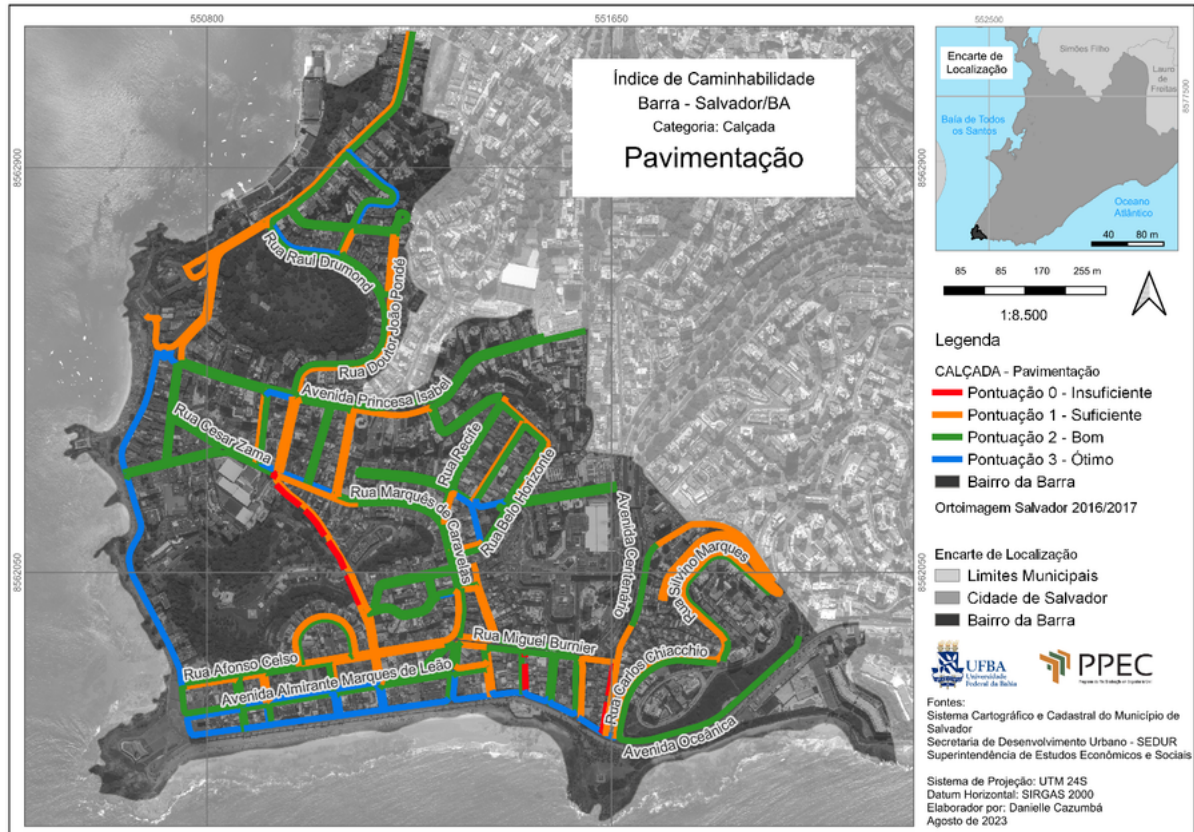 550800
551650
8562900
8562050
8562900
8562050
Índice de Caminhabilidade
Barra - Salvador/BA
Categoria: Calçada
Pavimentação
Rua Raul Drumond
Rua Doutor João Pondé
Avenida Princesa Isabel
Rua Cesar Zama
Rua Recife
Rua Belo Horizonte
Rua Marquês de Caravelas
Avenida Centenário
Rua Silvino Marques
Rua Miguel Burnier
Rua Carlos Chiacchio
Rua Afonso Celso
Avenida Almirante Marques de Leão
Avenida Oceânica
552500
8577500
Encarte de
Localização
Simões Filho
Lauro
de
Freitas
Baía de Todos
os Santos
Oceano
Atlântico
40 80 m
85 85 170 255 m
1:8.500
Legenda
CALÇADA - Pavimentação
Pontuação 0 - Insuficiente
Pontuação 1 - Suficiente
Pontuação 2 - Bom
Pontuação 3 - Ótimo
Bairro da Barra
Ortoimagem Salvador 2016/2017
Encarte de Localização
Limites Municipais
Cidade de Salvador
Bairo da Barra
UFBA
Universidade
Federal da Bahia
PPEC
Fontes:
Sistema Cartográfico e Cadastral do Município de
Salvador
Secretaria de Desenvolvimento Urbano - SEDUR
Superintendência de Estudos Econômicos e Sociais
Sistema de Projeção: UTM 24S
Datum Horizontal: SIRGAS 2000
Elaborador por: Danielle Cazumbá
Agosto de 2023